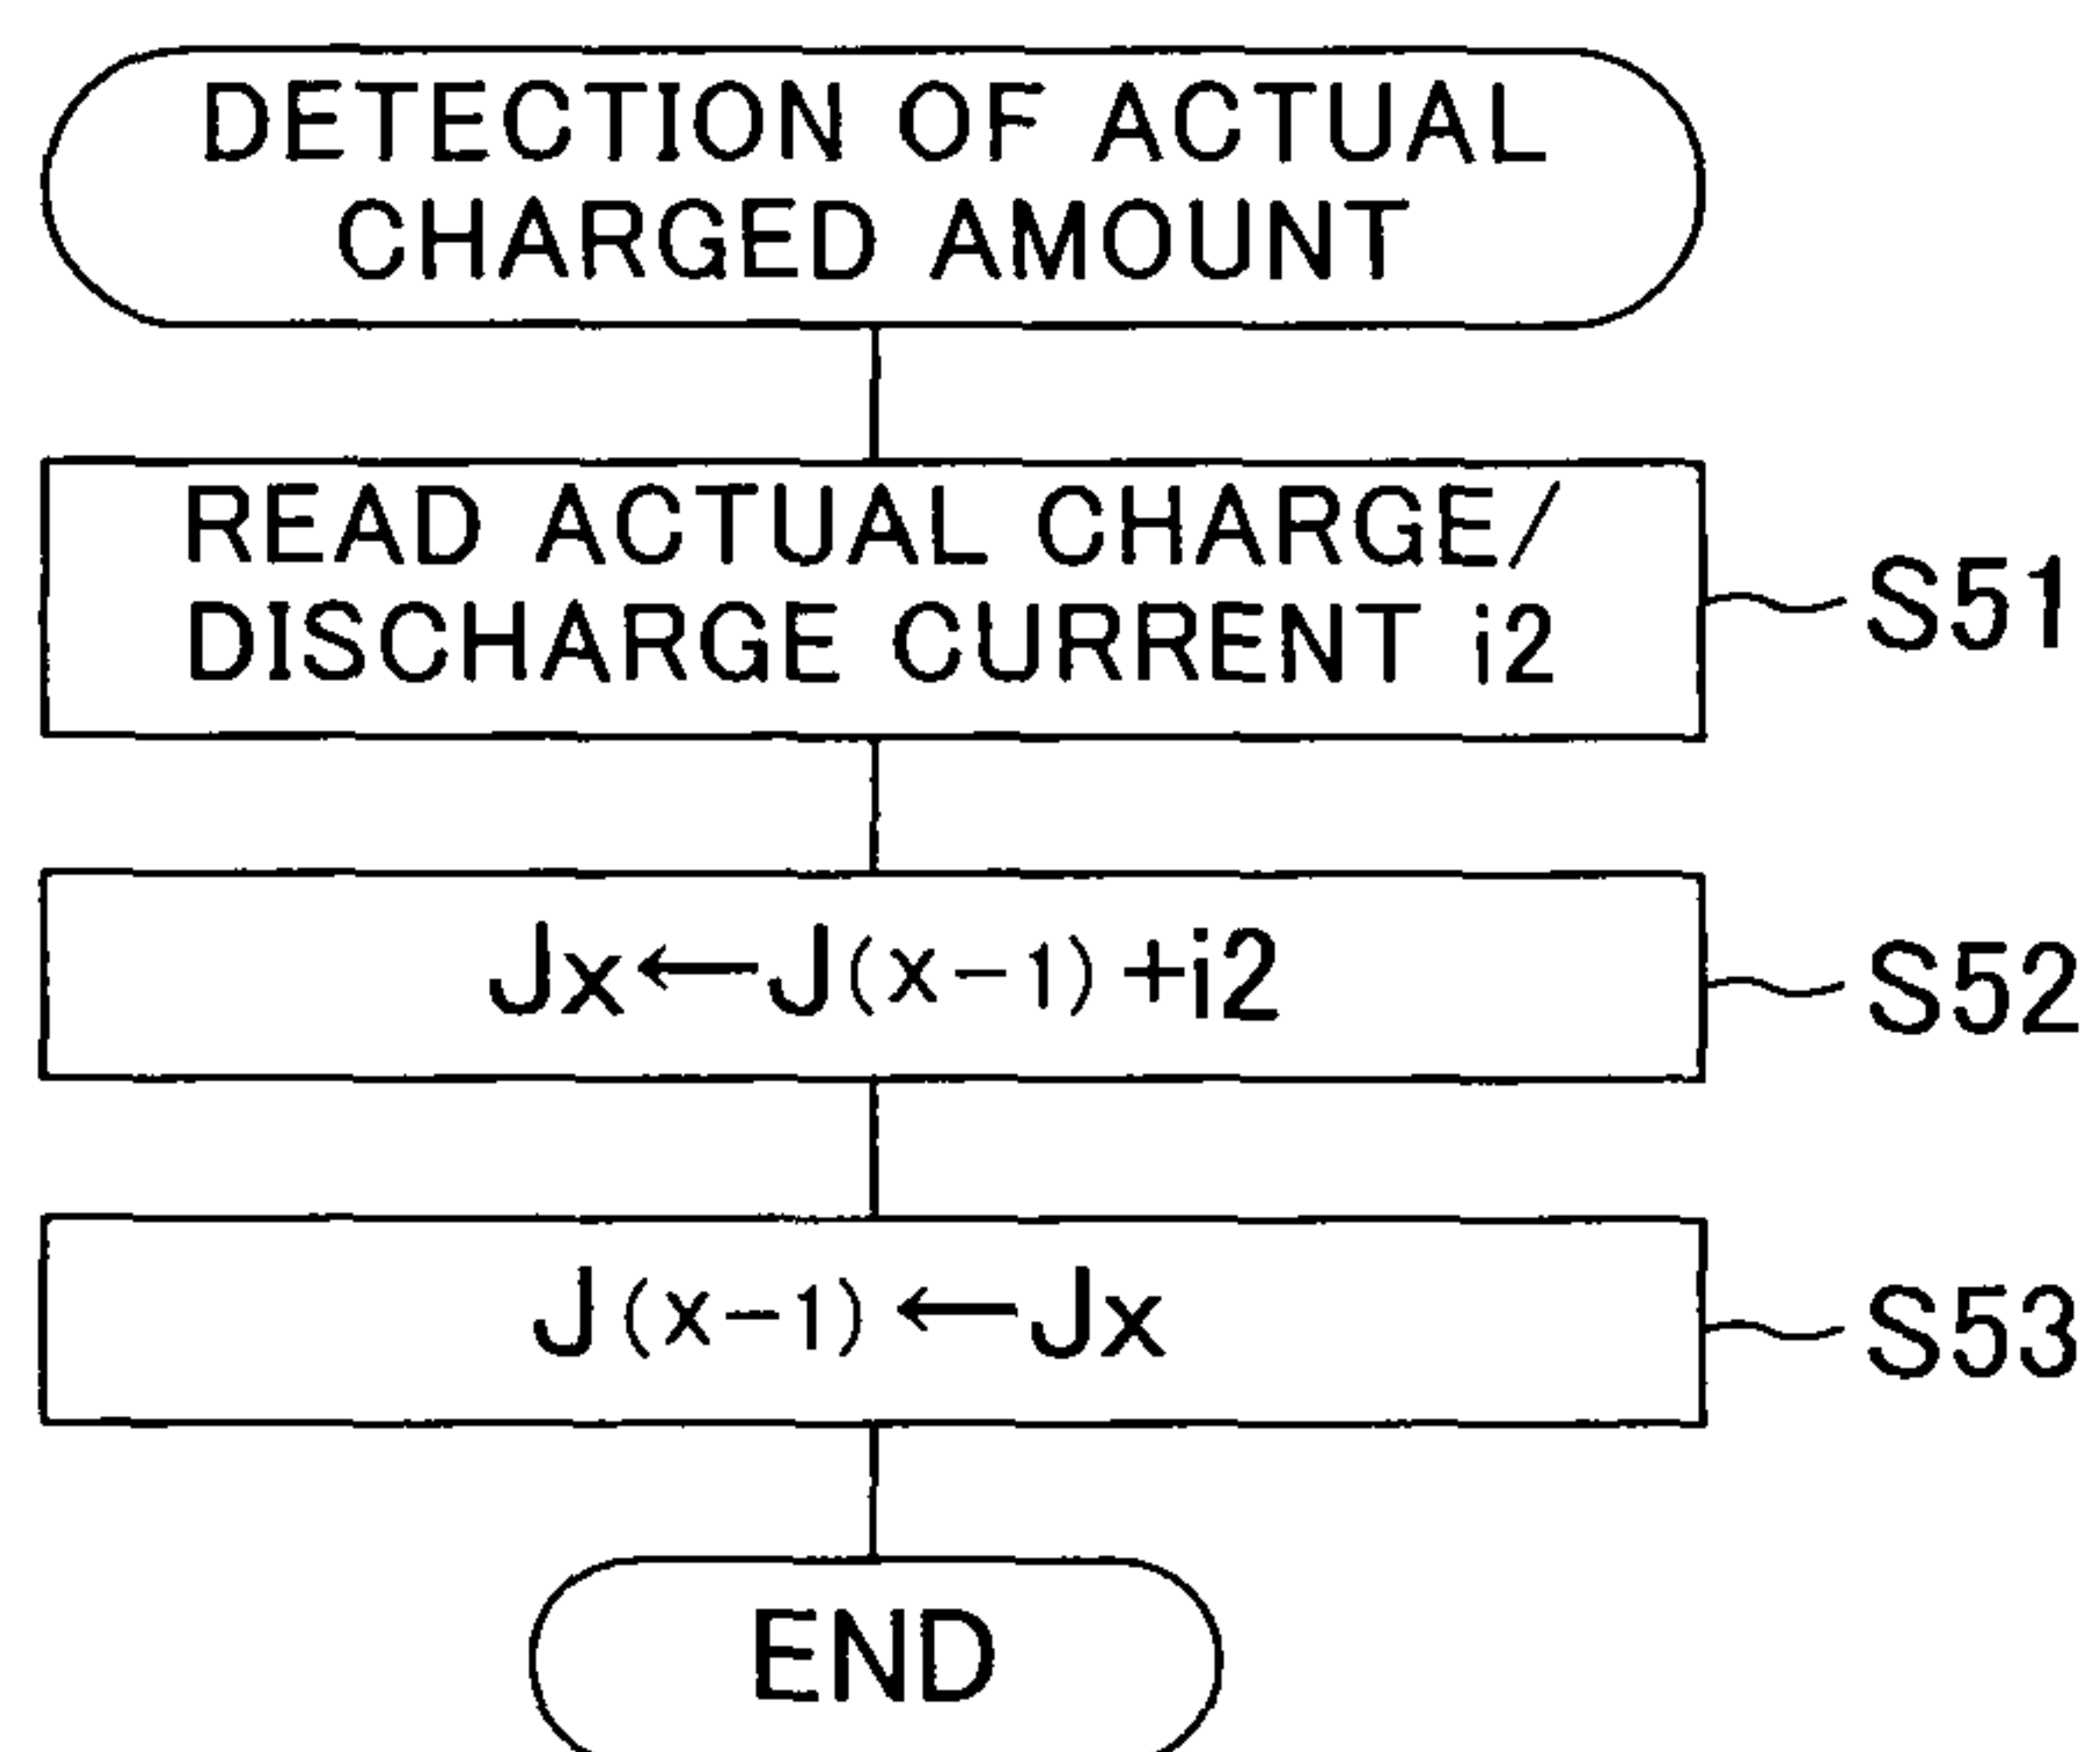 DETECTION OF ACTUAL
CHARGED AMOUNT
READ ACTUAL CHARGE/
DISCHARGE CURRENT i2
S51
Jx←J(x-1)+i2
S52
J(x-1)←Jx
S53
END